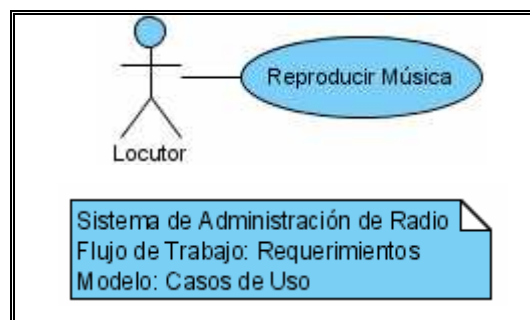 Reproducir Música
Locutor
Sistema de Administración de Radio
Flujo de Trabajo: Requerimientos
Modelo: Casos de Uso